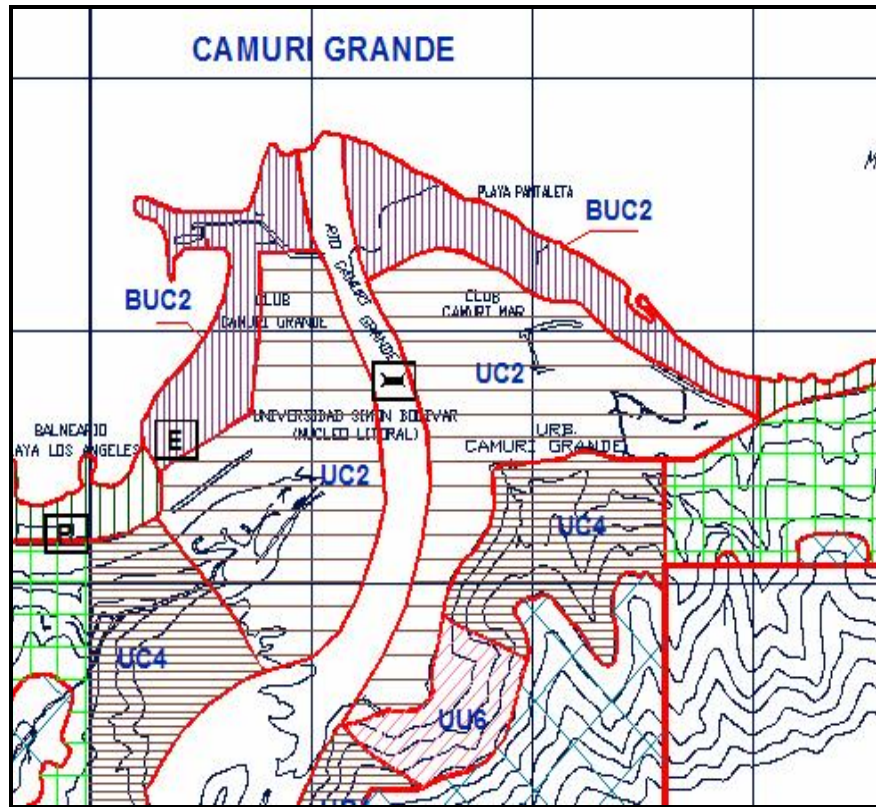 CAMURI GRANDE
M
PLAYA PANTALETA
BUC2
RIO CAMURI GRANDE
BUC2
CLUB
CAMURI GRANDE
CLUB
CAMURI MAR
UC2
UNIVERSIDAD SIMON BOLIVAR
(NUCLEO LITORAL)
URB.
CAMURI GRANDE
BALNEARIO
AYA LOS ANGELES
E
UC2
P
UC4
UC4
UU6